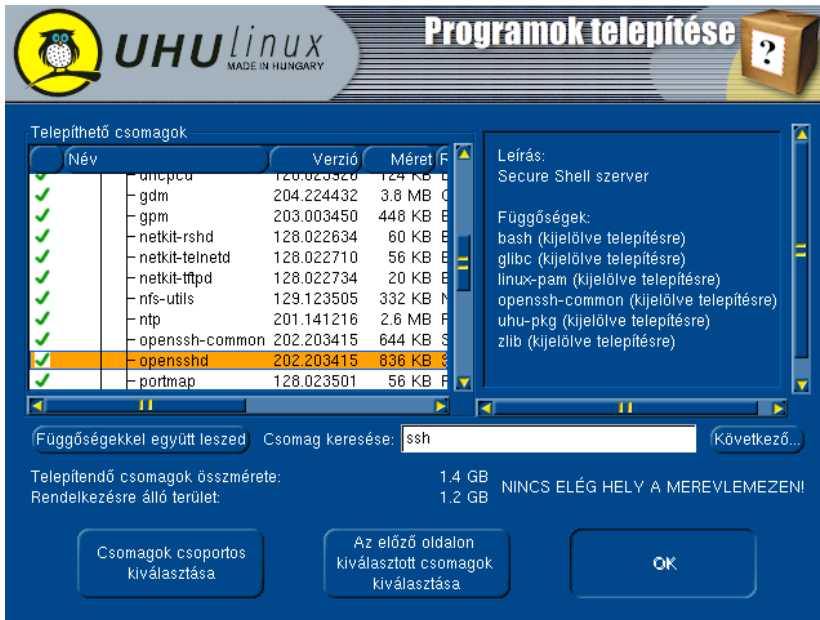 UHU linux
MADE IN HUNGARY
Programok telepítése
?
Telepíthető csomagok
Név Verzió Méret
gdm 204.224432 3.8 MB
gpm 203.003450 448 KB
netkit-rshd 128.022634 60 KB
netkit-telnetd 128.022710 56 KB
netkit-tftpd 128.022734 20 KB
nfs-utils 129.123505 332 KB
ntp 201.141216 2.6 MB
openssh-common 202.203415 644 KB
opensshd 202.203415 836 KB
portmap 128.023501 56 KB
Leírás:
Secure Shell szerver
Függőségek:
bash (kijelölve telepítésre)
glibc (kijelölve telepítésre)
linux-pam (kijelölve telepítésre)
openssh-common (kijelölve telepítésre)
uhu-pkg (kijelölve telepítésre)
zlib (kijelölve telepítésre)
Függőségekkel együtt leszed Csomag keresése: ssh Következő...
Telepítendő csomagok összmérete: 1.4 GB
Rendelkezésre álló terület: 1.2 GB
NINCS ELÉG HELY A MEREVLEMEZEN!
Csomagok csoportos
kiválasztása
Az előző oldalon
kiválasztott csomagok
kiválasztása
OK